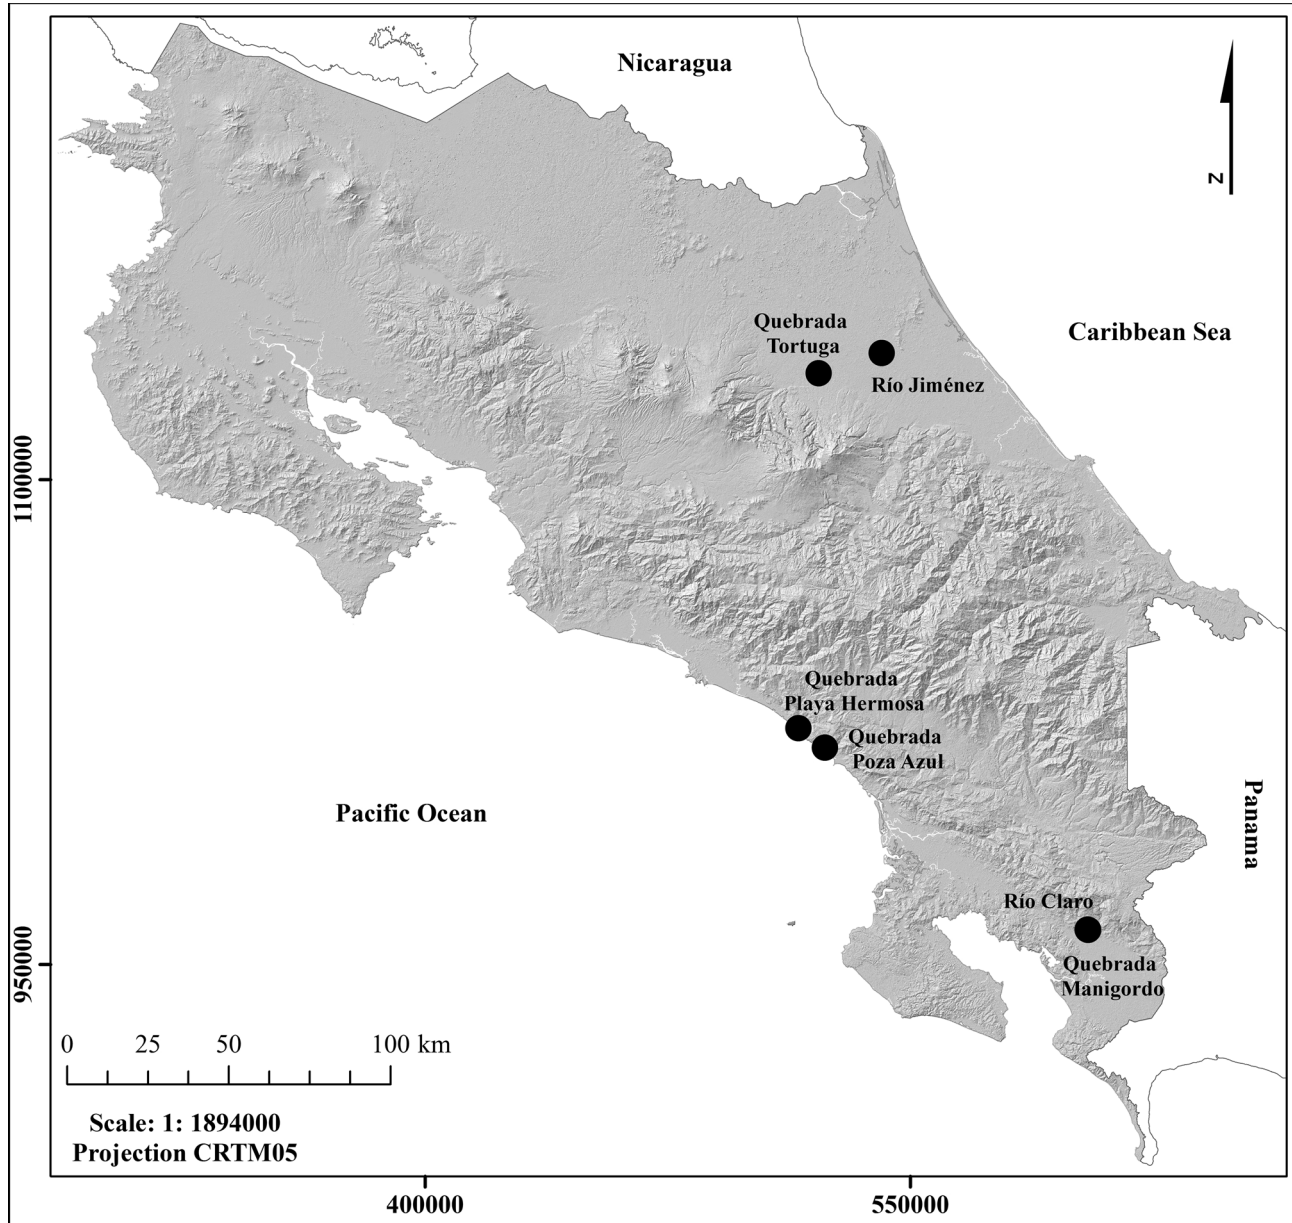 Nicaragua
N
Quebrada
Tortuga
Caribbean Sea
Río Jiménez
1100000
Quebrada
Playa Hermosa
Quebrada
Poza Azul
Pacific Ocean
Panama
Río Claro
950000
Quebrada
Manigordo
0 25 50 100 km
Scale: 1: 1894000
Projection CRTM05
400000 550000